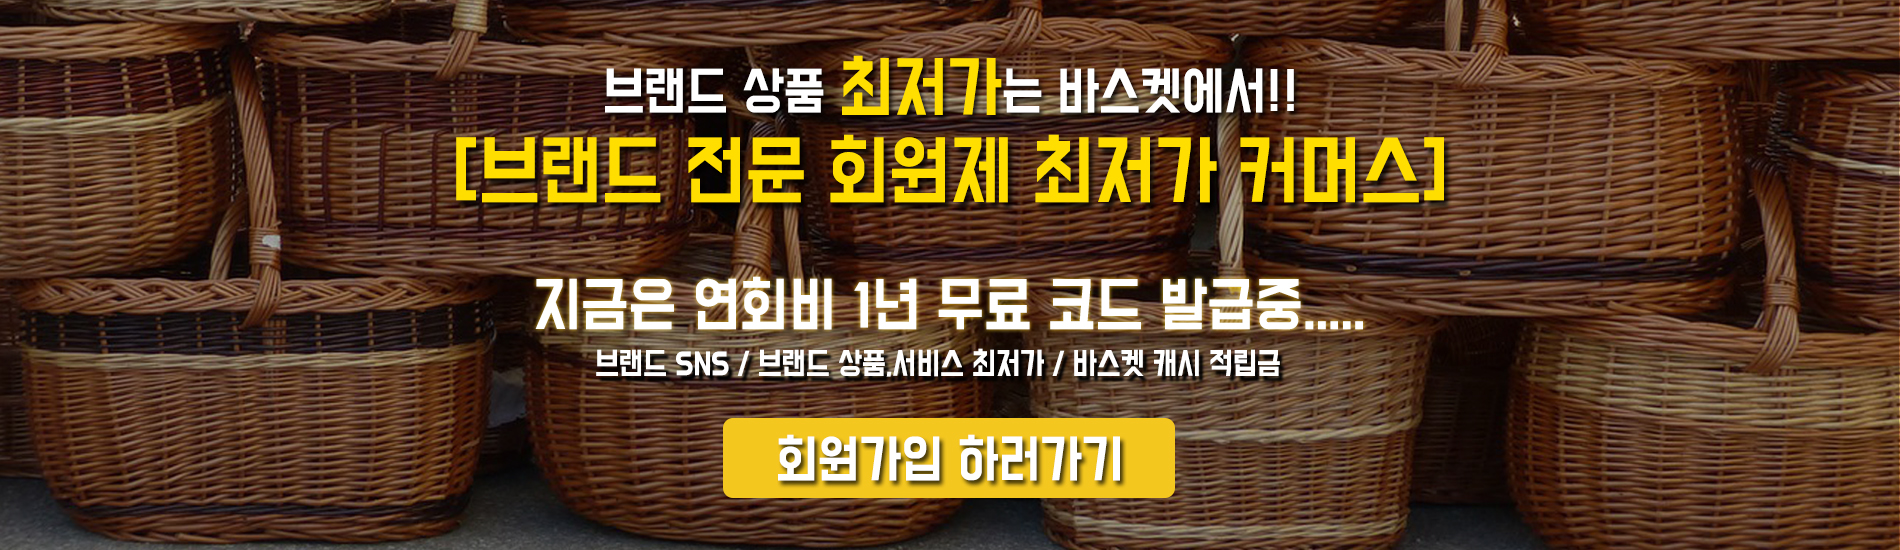 브랜드 상품 최저가는 바스켓에서!!
[브랜드 전문 회원제 최저가 커머스]
지금은 연회비 1년 무료 코드 발급중.....
브랜드 SNS / 브랜드 상품.서비스 최저가 / 바스켓 캐시 적립금
회원가입 하러가기